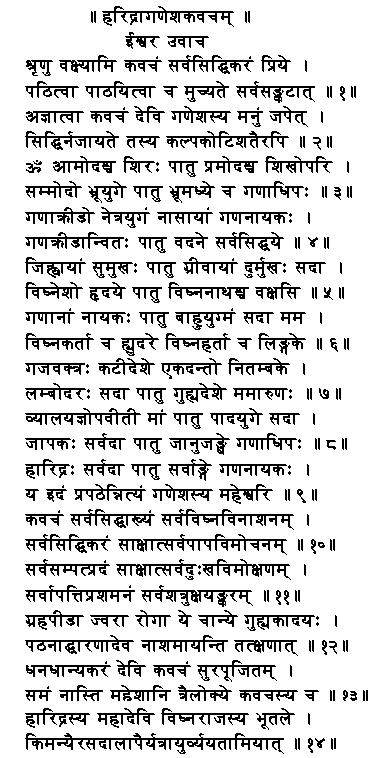 ॥ हरिद्रागणेशकवचम् ॥
ईश्वर उवाच
श्रृणु वक्ष्यामि कवचं सर्वसिद्धिकरं प्रिये ।
पठित्वा पाठयित्वा च मुच्यते सर्वसङ्कटात् ॥१॥
अज्ञात्वा कवचं देवि गणेशस्य मनुं जपेत् ।
सिद्धिर्नजायते तस्य कल्पकोटिशतैरपि ॥ २॥
ॐ आमोदश्च शिरः पातु प्रमोदश्च शिखोपरि ।
सम्मोदो भ्रूयुगे पातु भ्रूमध्ये च गणाधिपः ॥ ३॥
गणाक्रीडो नेत्रयुगं नासायां गणनायकः ।
गणक्रीडान्वितः पातु वदने सर्वसिद्धये ॥ ४॥
जिह्वायां सुमुखः पातु ग्रीवायां दुर्मुखः सदा ।
विघ्नेशो हृदये पातु विघ्ननाथश्च वक्षसि ॥ ५॥
गणानां नायकः पातु बाहुयुग्मं सदा मम ।
विघ्नकर्ता च ह्युदरे विघ्नहर्ता च लिङ्गके ॥ ६॥
गजवक्त्रः कटीदेशे एकदन्तो नितम्बके ।
लम्बोदरः सदा पातु गुह्यदेशे ममारुणः ॥ ७॥
व्यालयज्ञोपवीती मां पातु पादयुगे सदा ।
जापकः सर्वदा पातु जानुजङ्घे गणाधिपः ॥ ८॥
हारिद्रः सर्वदा पातु सर्वाङ्गे गणनायकः ।
य इदं प्रपठेन्नित्यं गणेशस्य महेश्वरि ॥ ९॥
कवचं सर्वसिद्धाख्यं सर्वविघ्नविनाशनम् ।
सर्वसिद्धिकरं साक्षात्सर्वपापविमोचनम् ॥ १०॥
सर्वसम्पत्प्रदं साक्षात्सर्वदुःखविमोक्षणम् ।
सर्वापत्तिप्रशमनं सर्वशत्रुक्षयङ्करम् ॥ ११॥
ग्रहपीडा ज्वरा रोगा ये चान्ये गुह्यकादयः ।
पठनाद्धारणादेव नाशमायन्ति तत्क्षणात् ॥ १२॥
धनधान्यकरं देवि कवचं सुरपूजितम् ।
समं नास्ति महेशानि त्रैलोक्ये कवचस्य च ॥ १३॥
हारिद्रस्य महादेवि विघ्नराजस्य भूतले ।
किमन्यैरसदालापैर्यत्रायुर्व्ययतामियात् ॥ १४॥